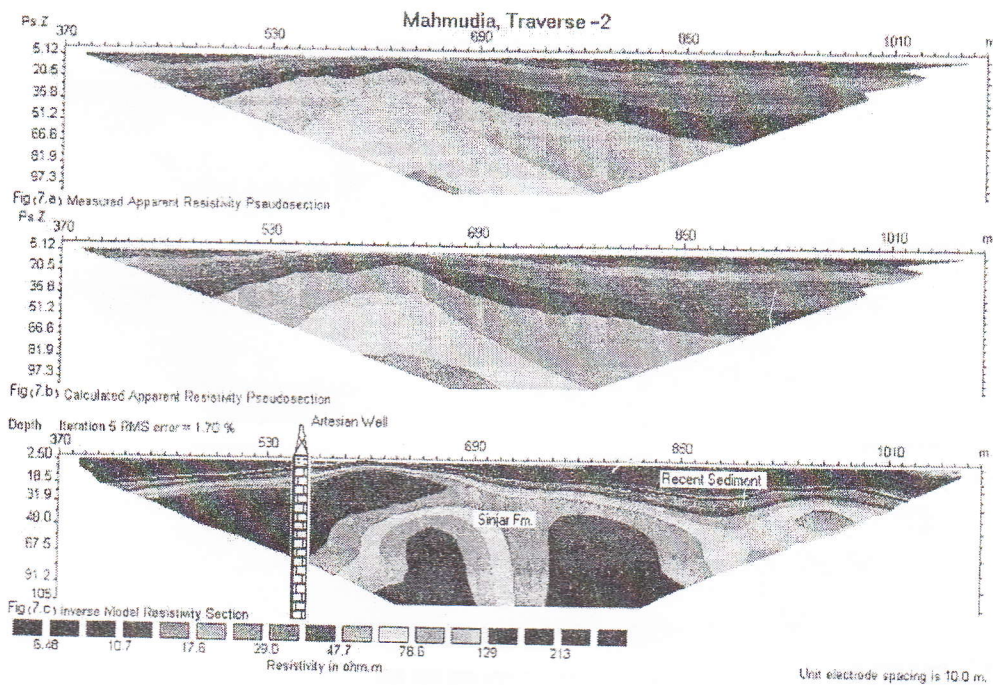 Mahmudia, Traverse -2
Ps.Z
370 530 690 850 1010 m
5.12
20.5
35.8
51.2
66.6
81.9
97.3
Fig(7.a) Measured Apparent Resistivity Pseudosection
Ps.Z
370 530 690 850 1010 m
5.12
20.5
35.8
51.2
66.6
81.9
97.3
Fig(7.b) Calculated Apparent Resistivity Pseudosection
Artesian Well
Depth Iteration 5 RMS error = 1.70 %
370 530 690 850 1010 m
2.50
18.5
31.9
Recent Sediment
Sinjar Fm.
67.5
91.2
105
Fig(7.c) Inverse Model Resistivity Section
6.48 10.7 17.6 29.0 47.7 78.6 129 213
Resistivity in ohm.m
Unit electrode spacing is 10.0 m.